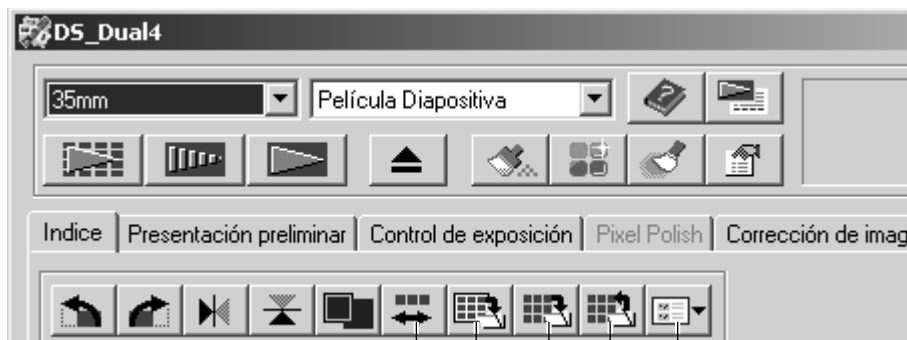 DS_Dual4
35mm Película Diapositiva
Indice Presentación preliminar Control de exposición Pixel Polish Corrección de imag